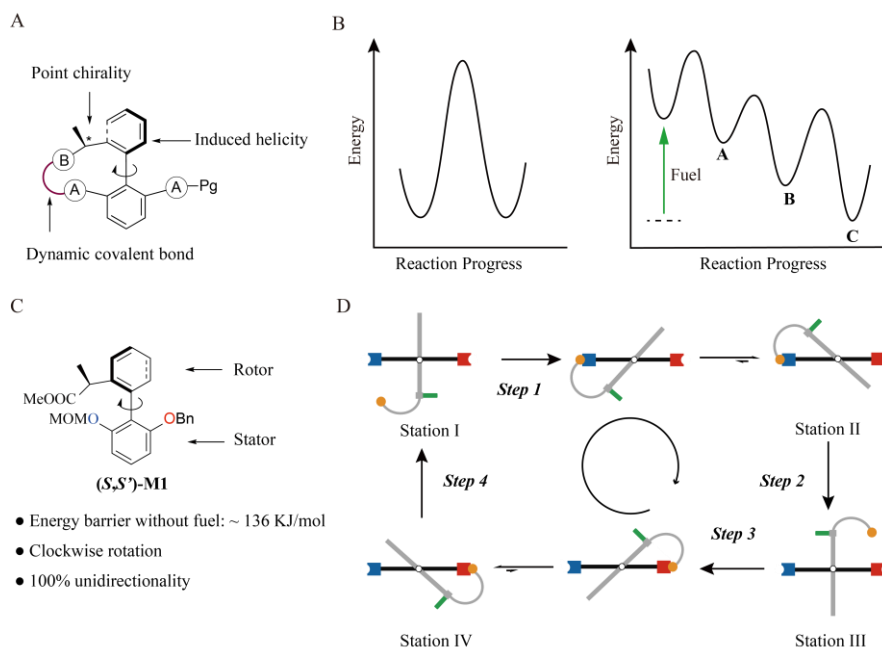 A
Point chirality
*
Induced helicity
B
A
A
Pg
Dynamic covalent bond
B
Energy
Reaction Progress
Energy
Fuel
A
B
C
Reaction Progress
C
MeOOC
MOMO
OBn
Rotor
Stator
(S,S')-M1
● Energy barrier without fuel: ~ 136 KJ/mol
● Clockwise rotation
● 100% unidirectionality
D
Station I
Step 1
Station II
Step 2
Step 4
Step 3
Station IV
Station III